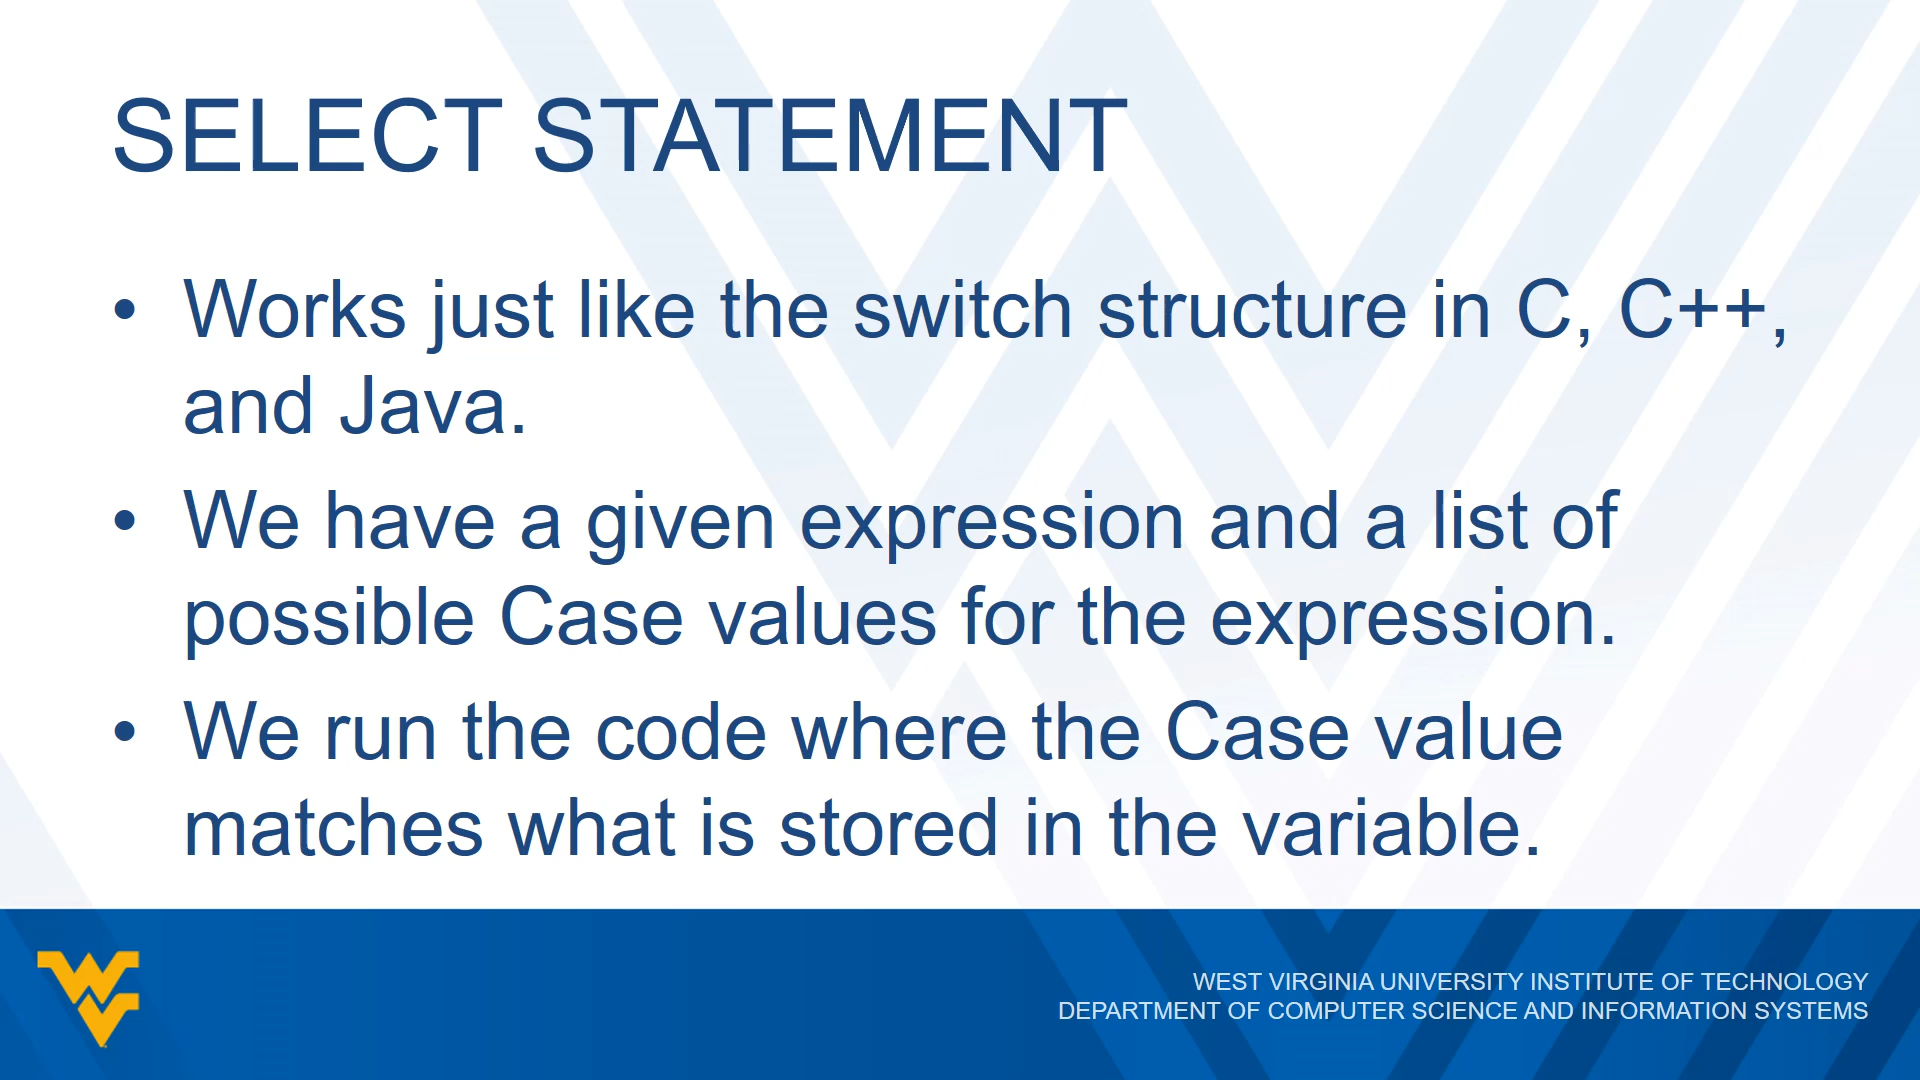 SELECT STATEMENT
• Works just like the switch structure in C, C++,
and Java.
• We have a given expression and a list of
possible Case values for the expression.
• We run the code where the Case value
matches what is stored in the variable.
WEST VIRGINIA UNIVERSITY INSTITUTE OF TECHNOLOGY
DEPARTMENT OF COMPUTER SCIENCE AND INFORMATION SYSTEMS